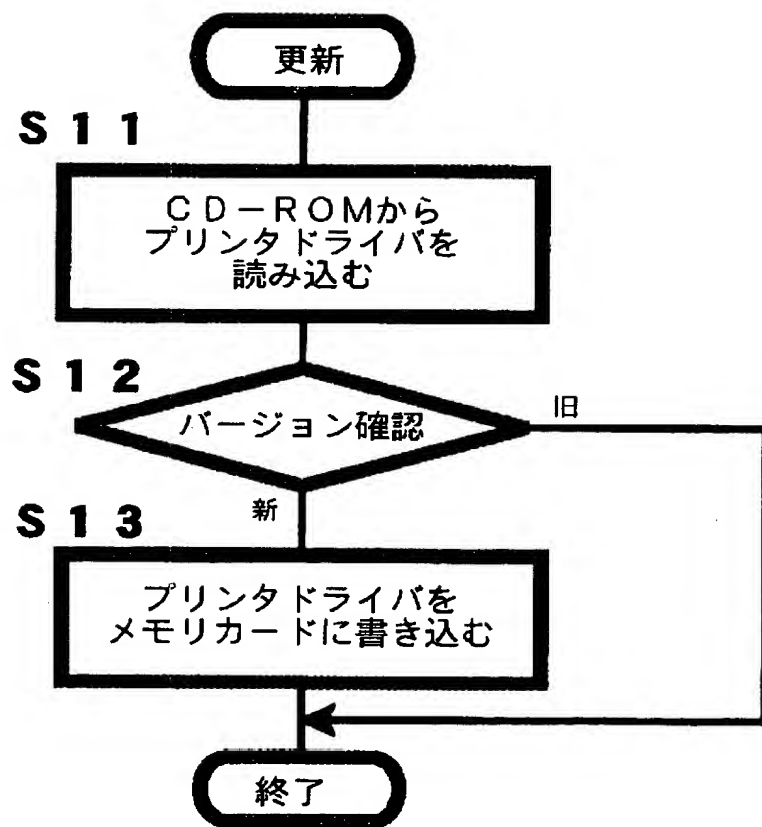 更新
S11
CD－ROMから
プリンタドライバを
読み込む
S12
バージョン確認
旧
新
S13
プリンタドライバを
メモリカードに書き込む
終了